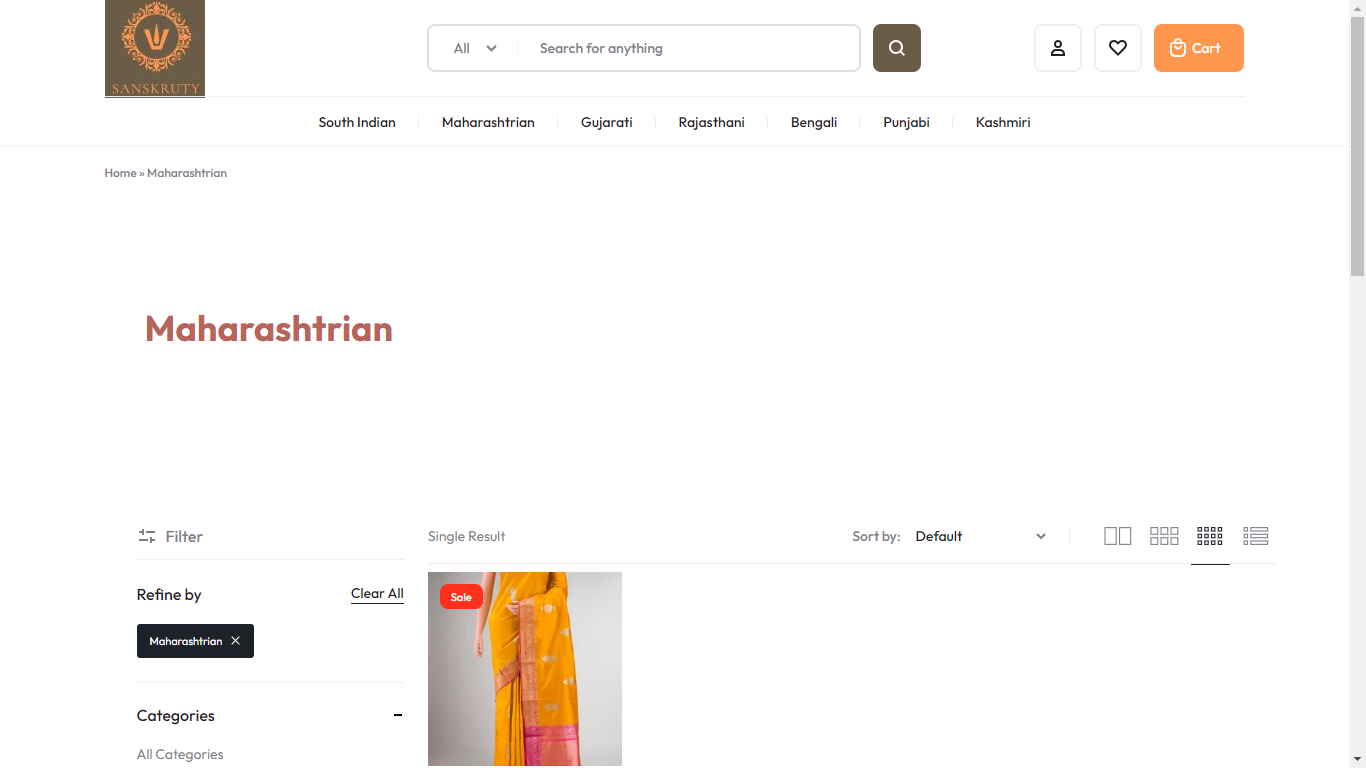 SANSKRUTY
All
Search for anything
Cart
South Indian
Maharashtrian
Gujarati
Rajasthani
Bengali
Punjabi
Kashmiri
Home » Maharashtrian
Maharashtrian
Filter
Single Result
Sort by:
Default
Refine by
Clear All
Sale
Maharashtrian
Categories
All Categories